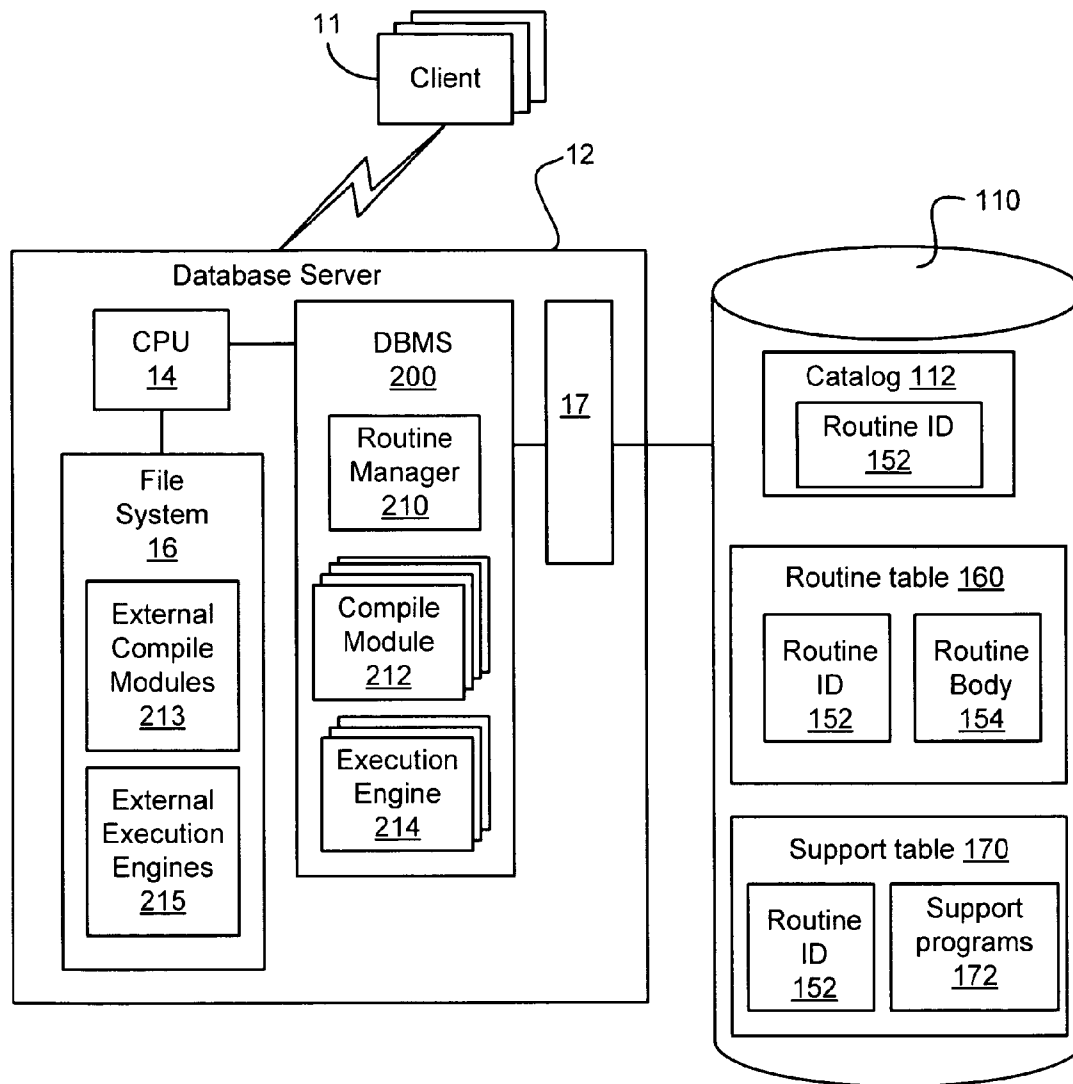 11
Client
12
110
Database Server
CPU
14
DBMS
200
17
File
System
16
Routine
Manager
210
External
Compile
Modules
213
Compile
Module
212
External
Execution
Engines
215
Execution
Engine
214
Catalog 112
Routine ID
152
Routine table 160
Routine
ID
152
Routine
Body
154
Support table 170
Routine
ID
152
Support
programs
172